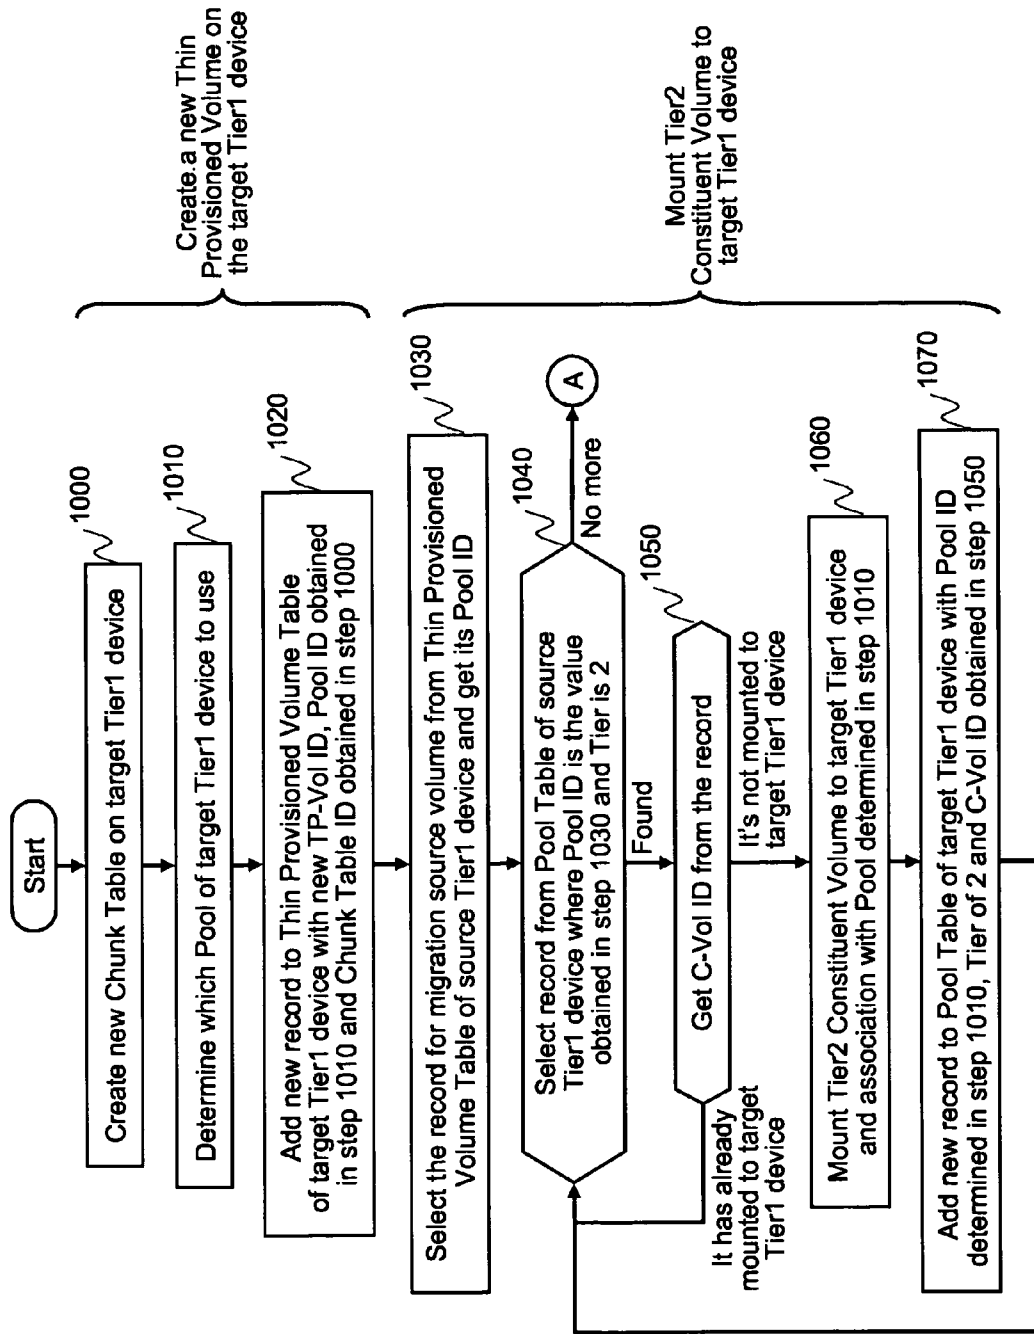 Start
Create new Chunk Table on target Tier1 device
1000
Determine which Pool of target Tier1 device to use
1010
Add new record to Thin Provisioned Volume Table
of target Tier1 device with new TP-Vol ID, Pool ID obtained
in step 1010 and Chunk Table ID obtained in step 1000
1020
Create a new Thin
Provisioned Volume on
the target Tier1 device
Select the record for migration source volume from Thin Provisioned
Volume Table of source Tier1 device and get its Pool ID
1030
Select record from Pool Table of source
Tier1 device where Pool ID is the value
obtained in step 1030 and Tier is 2
1040
No more
A
Found
Get C-Vol ID from the record
1050
It has already
mounted to target
Tier1 device
It's not mounted to
target Tier1 device
Mount Tier2 Constituent Volume to target Tier1 device
and association with Pool determined in step 1010
1060
Add new record to Pool Table of target Tier1 device with Pool ID
determined in step 1010, Tier of 2 and C-Vol ID obtained in step 1050
1070
Mount Tier2
Constituent Volume to
target Tier1 device